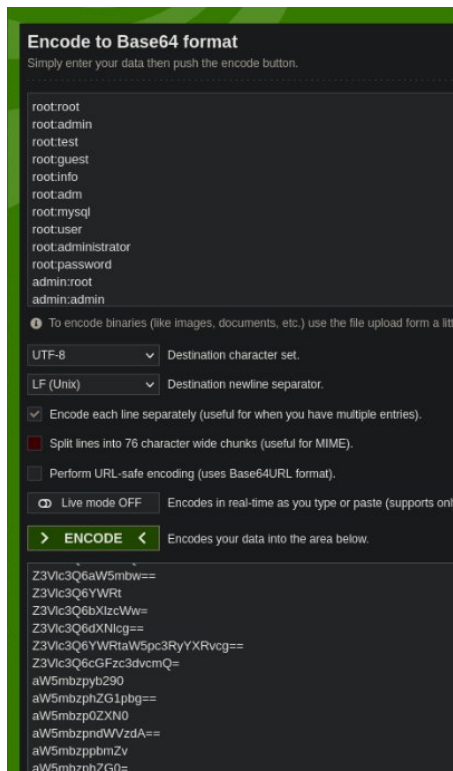 Encode to Base64 format
Simply enter your data then push the encode button.
root:root
root:admin
root:test
root:guest
root:info
root:adm
root:mysql
root:user
root:administrator
root:password
admin:root
admin:admin
To encode binaries (like images, documents, etc.) use the file upload form a
UTF-8 Destination character set.
LF (Unix) Destination newline separator.
Encode each line separately (useful for when you have multiple entries).
Split lines into 76 character wide chunks (useful for MIME).
Perform URL-safe encoding (uses Base64URL format).
Live mode OFF Encodes in real-time as you type or paste (supports
> ENCODE < Encodes your data into the area below.
Z3Vlc3Q6aW5mbw==
Z3Vlc3Q6YWRt
Z3Vlc3Q6bXlzcWw=
Z3Vlc3Q6dXNlcg==
Z3Vlc3Q6YWRtaW5pc3RyYXRvcg==
Z3Vlc3Q6cGFzc3dvcmQ=
aW5mbzpyb290
aW5mbzphZG1pbg==
aW5mbzp0ZXN0
aW5mbzpndWVzdA==
aW5mbzppbmZv
aW5mbzphZG0=